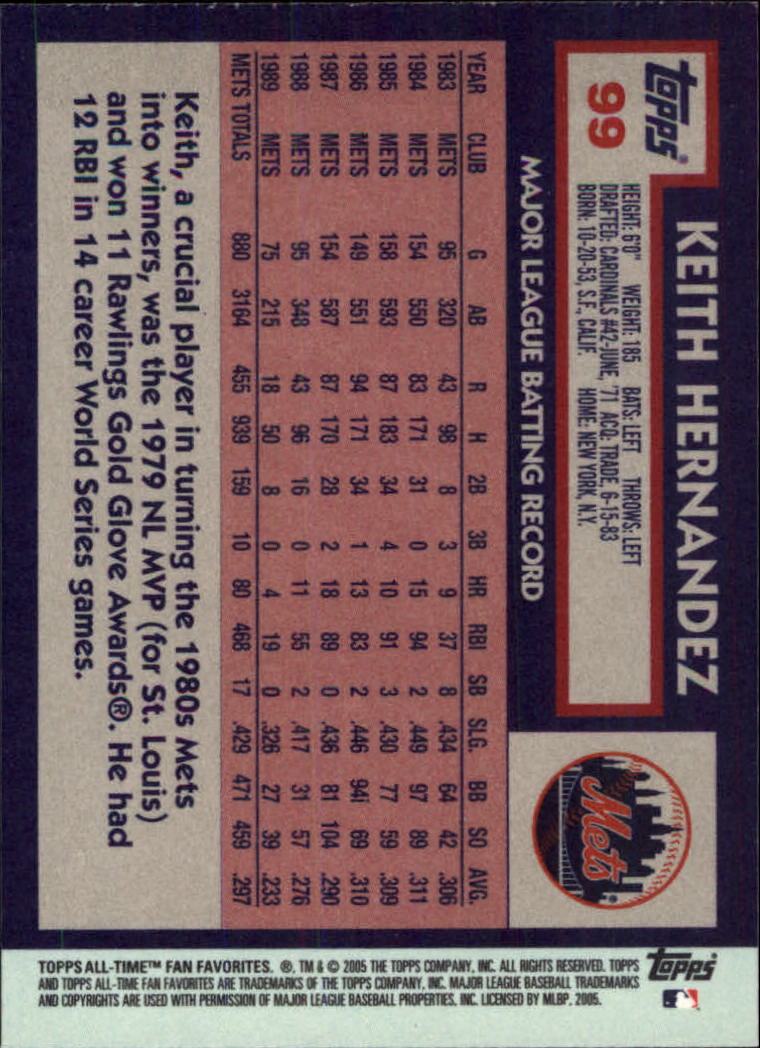 topps®
99
KEITH HERNANDEZ
HEIGHT: 6'0" WEIGHT: 185 BATS: LEFT THROWS: LEFT
DRAFTED: CARDINALS #42-JUNE, '71 ACQ: TRADE, 6-15-83
BORN: 10-20-53, S.F., CALIF. HOME: NEW YORK, N.Y.
Mets
MAJOR LEAGUE BATTING RECORD
YEAR CLUB G AB R H 2B 3B HR RBI SB SLG. BB SO AVG.
1983 METS 95 320 43 98 8 3 9 37 8 .434 64 42 .306
1984 METS 154 550 83 171 31 0 15 94 2 .449 97 89 .311
1985 METS 158 593 87 183 34 4 10 91 3 .430 77 59 .309
1986 METS 149 551 94 171 34 1 13 83 2 .446 94i 69 .310
1987 METS 154 587 87 170 28 2 18 89 0 .436 81 104 .290
1988 METS 95 348 43 96 16 0 11 55 2 .417 31 57 .276
1989 METS 75 215 18 50 8 0 4 19 0 .326 27 39 .233
METS TOTALS 880 3164 455 939 159 10 80 468 17 .429 471 459 .297
Keith, a crucial player in turning the 1980s Mets
into winners, was the 1979 NL MVP (for St. Louis)
and won 11 Rawlings Gold Glove Awards®. He had
12 RBI in 14 career World Series games.
TOPPS ALL-TIME™ FAN FAVORITES. ®, TM & © 2005 THE TOPPS COMPANY, INC. ALL RIGHTS RESERVED. TOPPS
AND TOPPS ALL-TIME FAN FAVORITES ARE TRADEMARKS OF THE TOPPS COMPANY, INC. MAJOR LEAGUE BASEBALL TRADEMARKS
AND COPYRIGHTS ARE USED WITH PERMISSION OF MAJOR LEAGUE BASEBALL PROPERTIES, INC. LICENSED BY MLBP, 2005.
topps